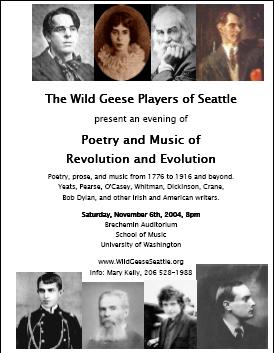 The Wild Geese Players of Seattle
present an evening of
Poetry and Music of
Revolution and Evolution
Poetry, prose, and music from 1776 to 1916 and beyond.
Yeats, Pearse, O'Casey, Whitman, Dickinson, Crane,
Bob Dylan, and other Irish and American writers.
Saturday, November 6th, 2004, 8pm
Brechemin Auditorium
School of Music
University of Washington
www.WildGeeseSeattle.org
Info: Mary Kelly, 206 528-1988